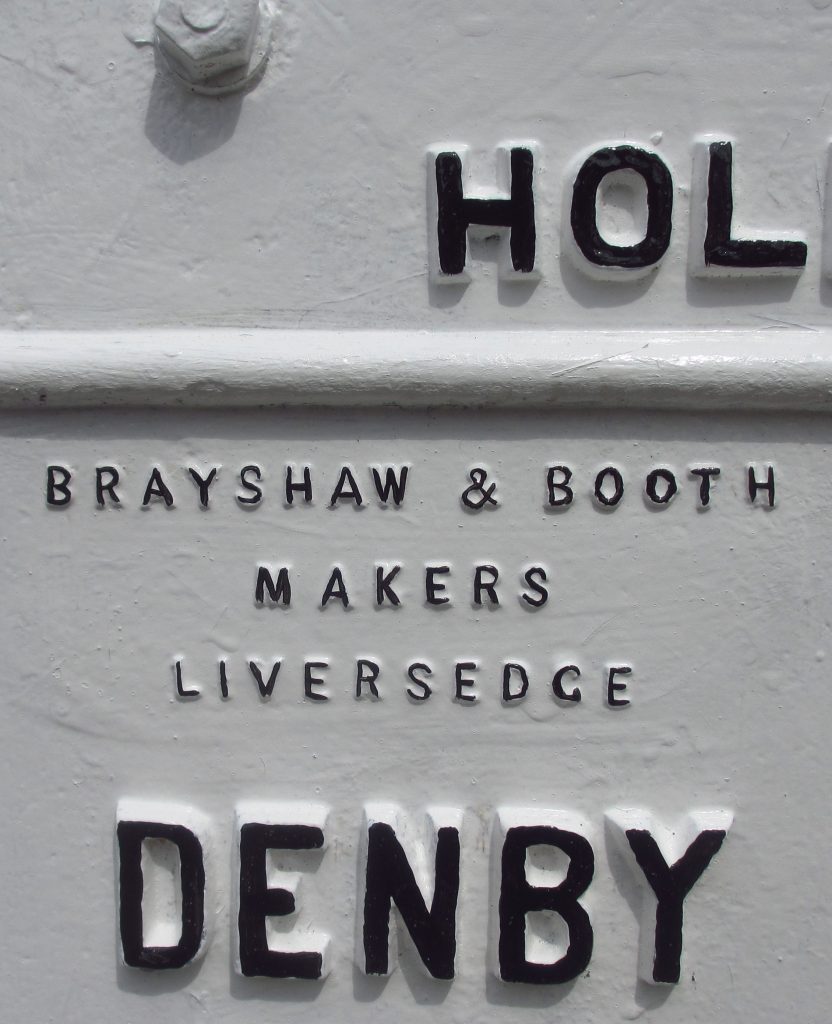 HOL
BRAYSHAW & BOOTH
MAKERS
LIVERSEDGE
DENBY